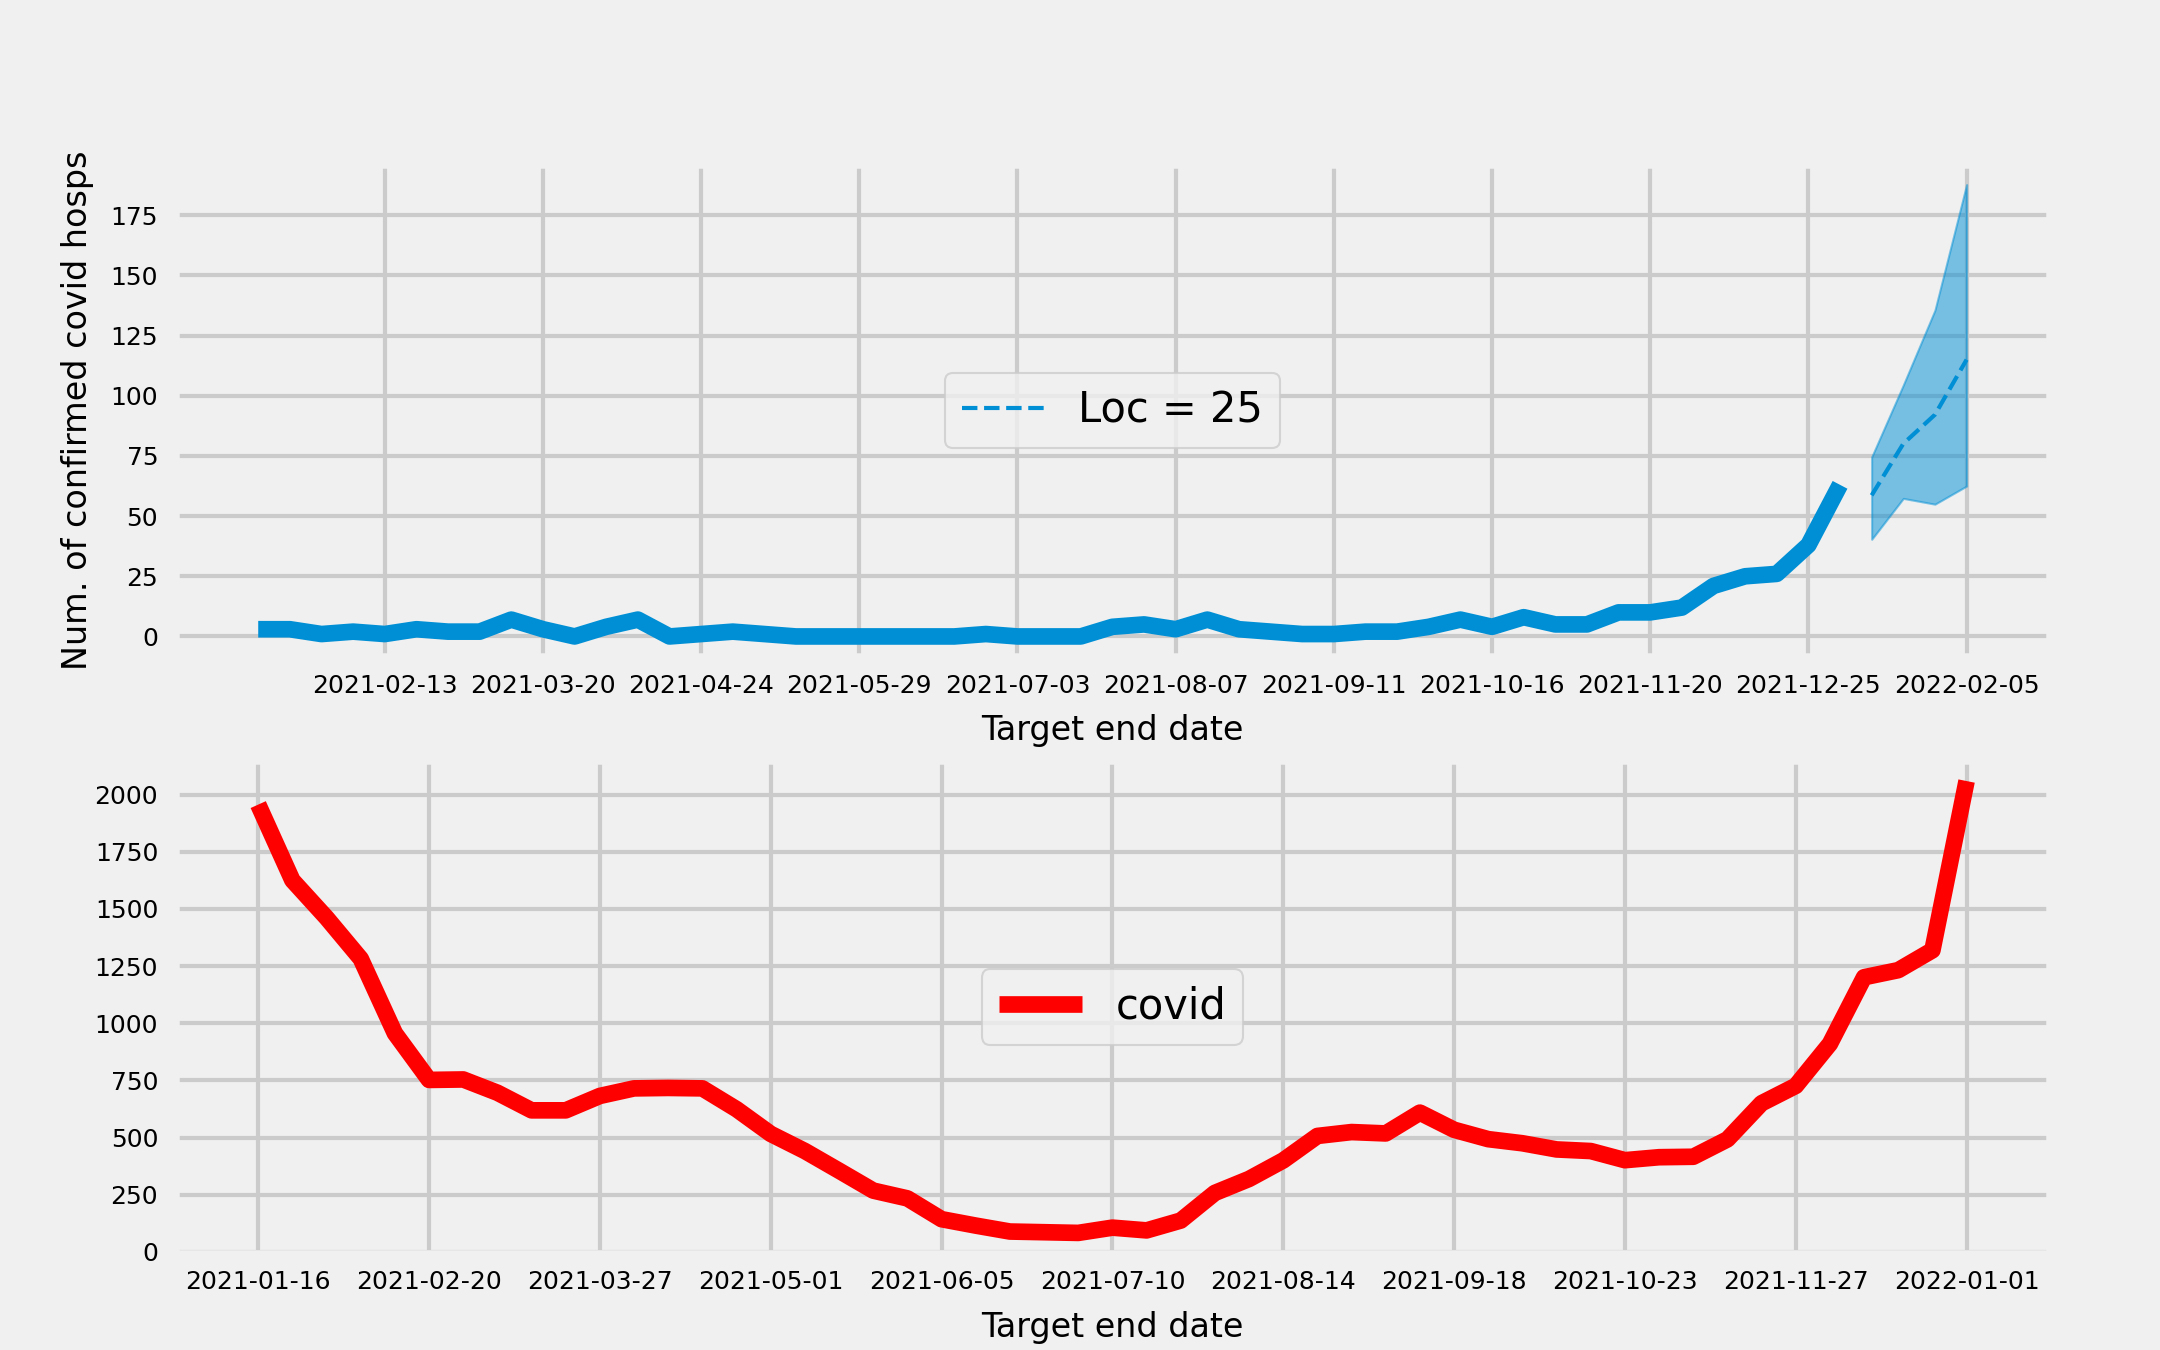 Num. of confirmed covid hosps
175
150
125
100
75
50
25
0
Loc = 25
2021-02-13 2021-03-20 2021-04-24 2021-05-29 2021-07-03 2021-08-07 2021-09-11 2021-10-16 2021-11-20 2021-12-25 2022-02-05
Target end date
2000
1750
1500
1250
1000
750
500
250
0
covid
2021-01-16 2021-02-20 2021-03-27 2021-05-01 2021-06-05 2021-07-10 2021-08-14 2021-09-18 2021-10-23 2021-11-27 2022-01-01
Target end date